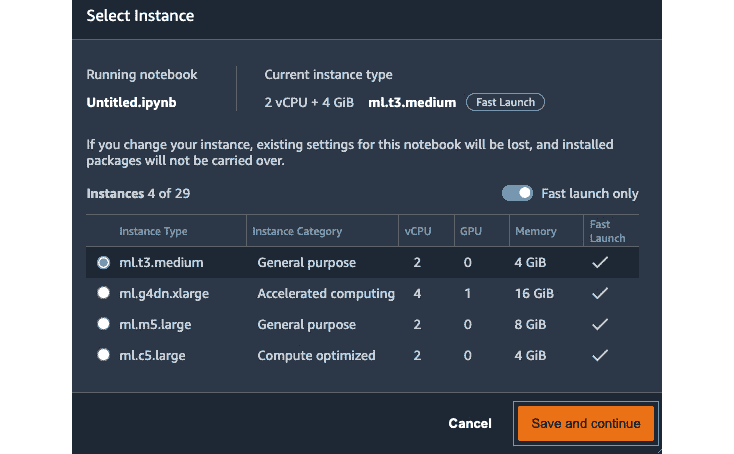 Select Instance
Running notebook
Current instance type
Untitled.ipynb
2 vCPU + 4 GiB ml.t3.medium Fast Launch
If you change your instance, existing settings for this notebook will be lost, and installed
packages will not be carried over.
Instances 4 of 29
Fast launch only
Instance Type Instance Category vCPU GPU Memory Fast
Launch
ml.t3.medium General purpose 2 0 4 GiB
ml.g4dn.xlarge Accelerated computing 4 1 16 GiB
ml.m5.large General purpose 2 0 8 GiB
ml.c5.large Compute optimized 2 0 4 GiB
Cancel Save and continue